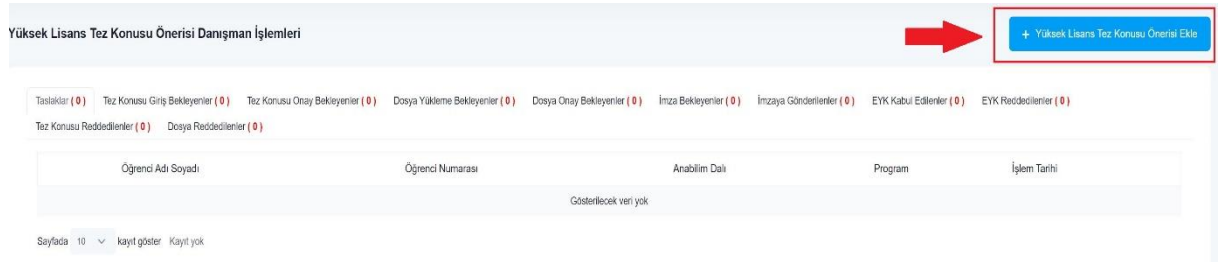 Yüksek Lisans Tez Konusu Önerisi Danışman İşlemleri
+ Yüksek Lisans Tez Konusu Önerisi Ekle
Taslaklar ( 0 ) Tez Konusu Giriş Bekleyenler ( 0 ) Tez Konusu Onay Bekleyenler ( 0 ) Dosya Yükleme Bekleyenler ( 0 ) Dosya Onay Bekleyenler ( 0 ) İmza Bekleyenler ( 0 ) İmzaya Gönderilenler ( 0 ) EYK Kabul Edilenler ( 0 ) EYK Reddedilenler ( 0 )
Tez Konusu Reddedilenler ( 0 ) Dosya Reddedilenler ( 0 )
Öğrenci Adı Soyadı Öğrenci Numarası Anabilim Dalı Program İşlem Tarihi
Gösterilecek veri yok
Sayfada 10 kayıt göster Kayıt yok